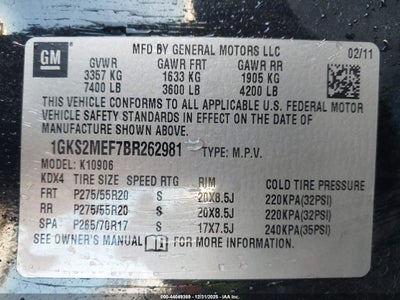 GM
MFD BY GENERAL MOTORS LLC 02/11
GVWR GAWR FRT GAWR RR
3357 KG 1633 KG 1905 KG
7400 LB 3600 LB 4200 LB
THIS VEHICLE CONFORMS TO ALL APPLICABLE U.S. FEDERAL MOTOR
VEHICLE SAFETY STANDARDS IN EFFECT ON THE DATE OF
MANUFACTURE SHOWN ABOVE.
1GKS2MEF7BR262981 TYPE: M.P.V.
MODEL: K10906
KDX4 TIRE SIZE SPEED RTG RIM COLD TIRE PRESSURE
FRT P275/55R20 S 20X8.5J 220KPA(32PSI)
RR P275/55R20 S 20X8.5J 220KPA(32PSI)
SPA P265/70R17 S 17X7.5J 240KPA(35PSI)
SEE OWNER'S MANUAL FOR MORE INFORMATION.
000-44049369 - 12/31/2025 - IAAI.com